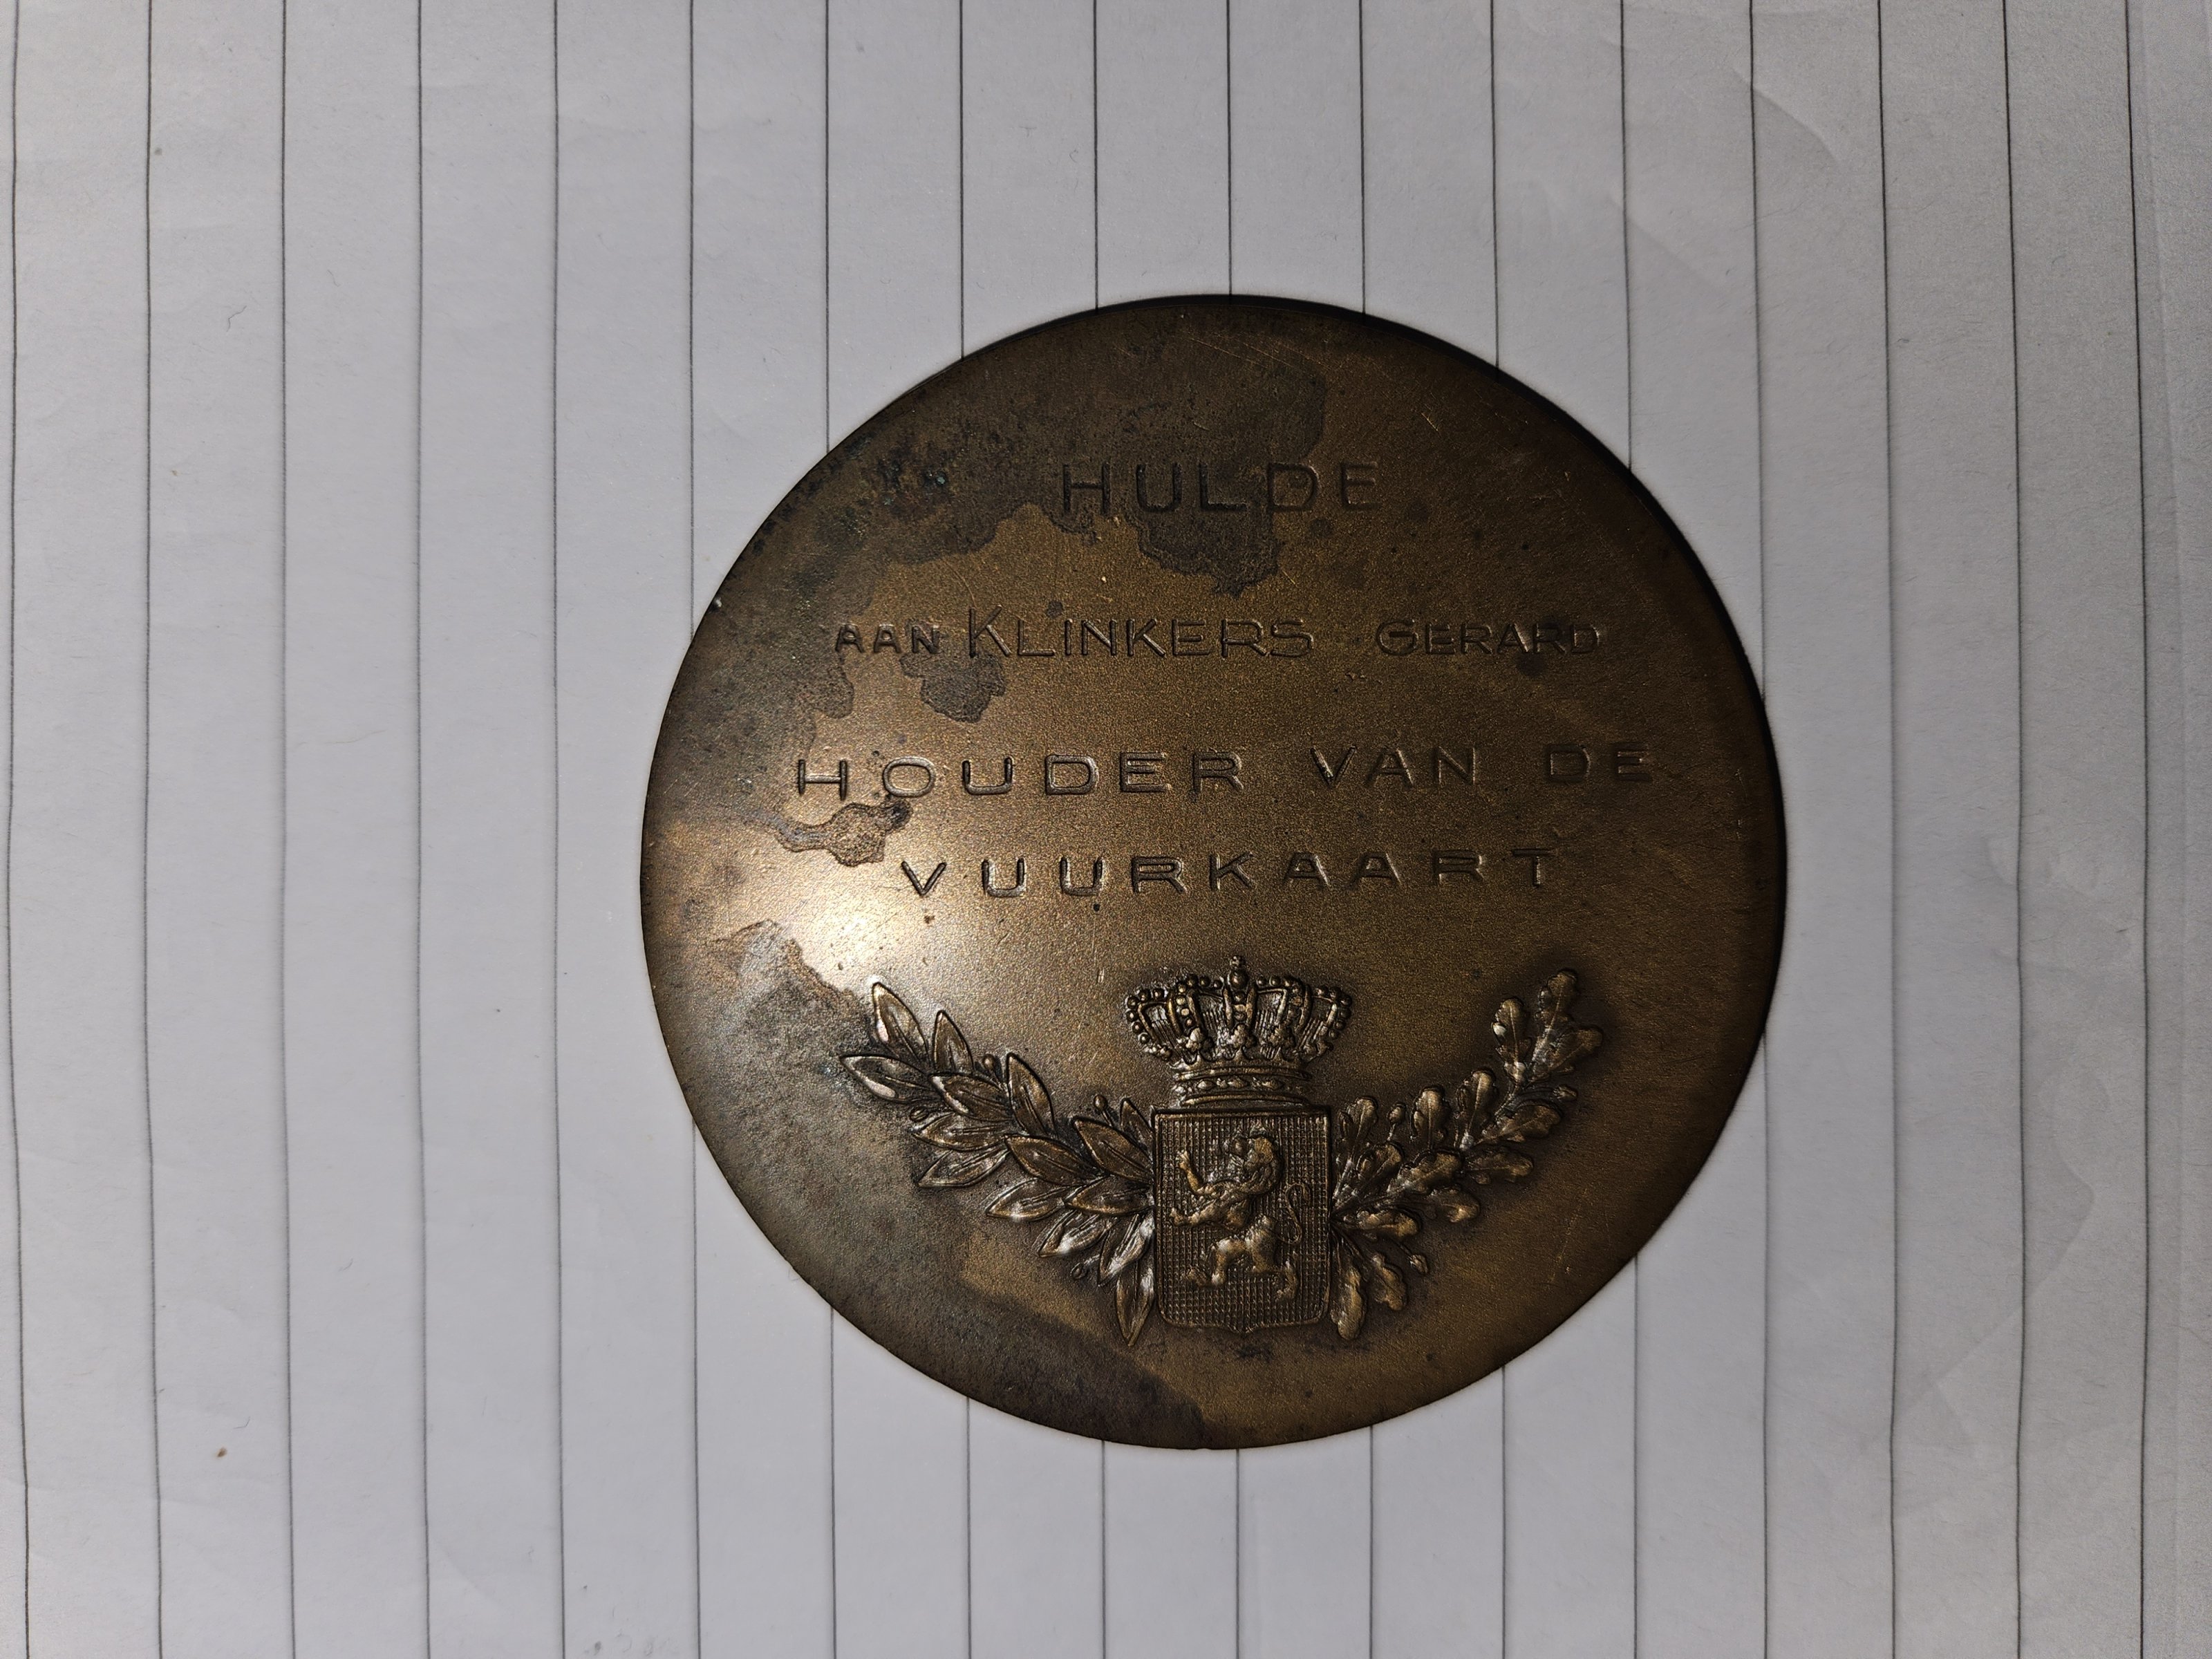 HULDE
AAN KLINKERS GERARD
HOUDER VAN DE
VUURKAART